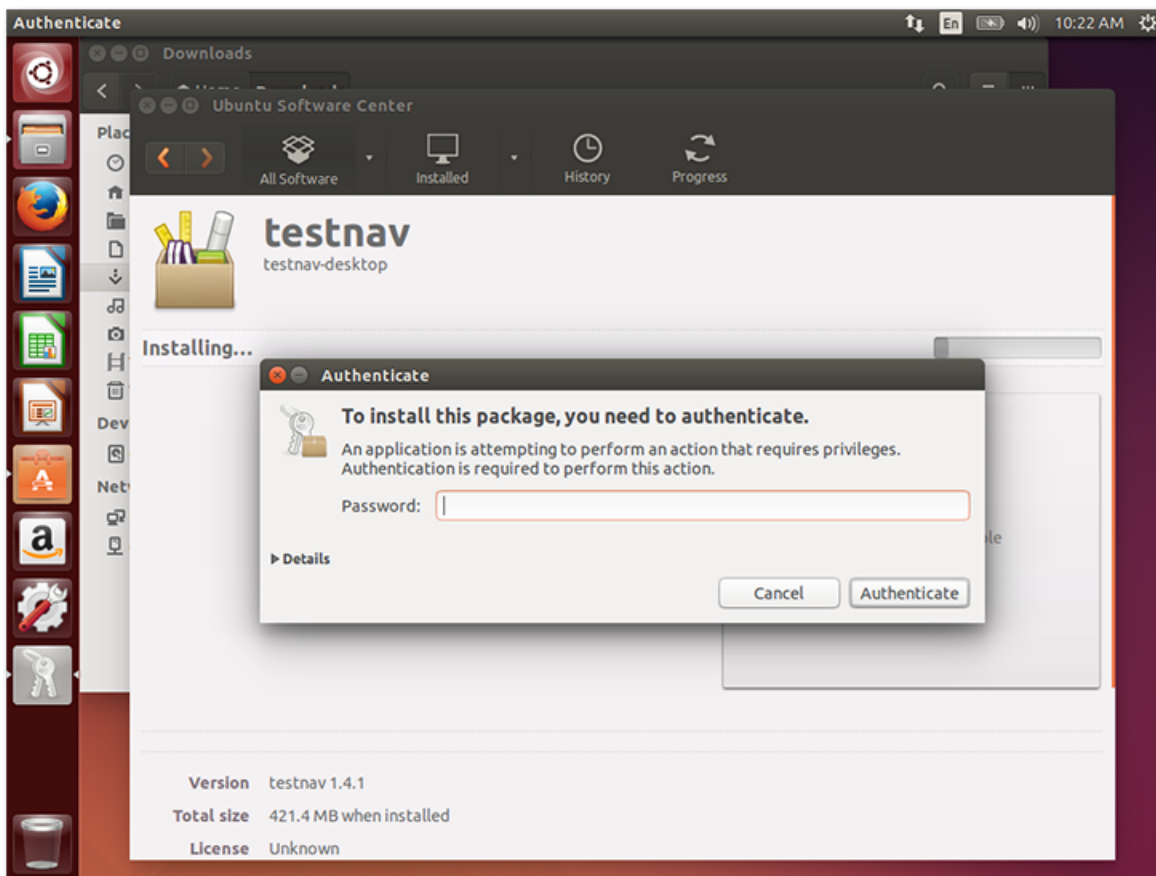 Authenticate
En
10:22 AM
Downloads
Ubuntu Software Center
Plac
All Software
Installed
History
Progress
testnav
testnav-desktop
Installing...
Authenticate
To install this package, you need to authenticate.
An application is attempting to perform an action that requires privileges.
Authentication is required to perform this action.
Password:
Dev
Net
Details
Cancel
Authenticate
Version testnav 1.4.1
Total size 421.4 MB when installed
License Unknown